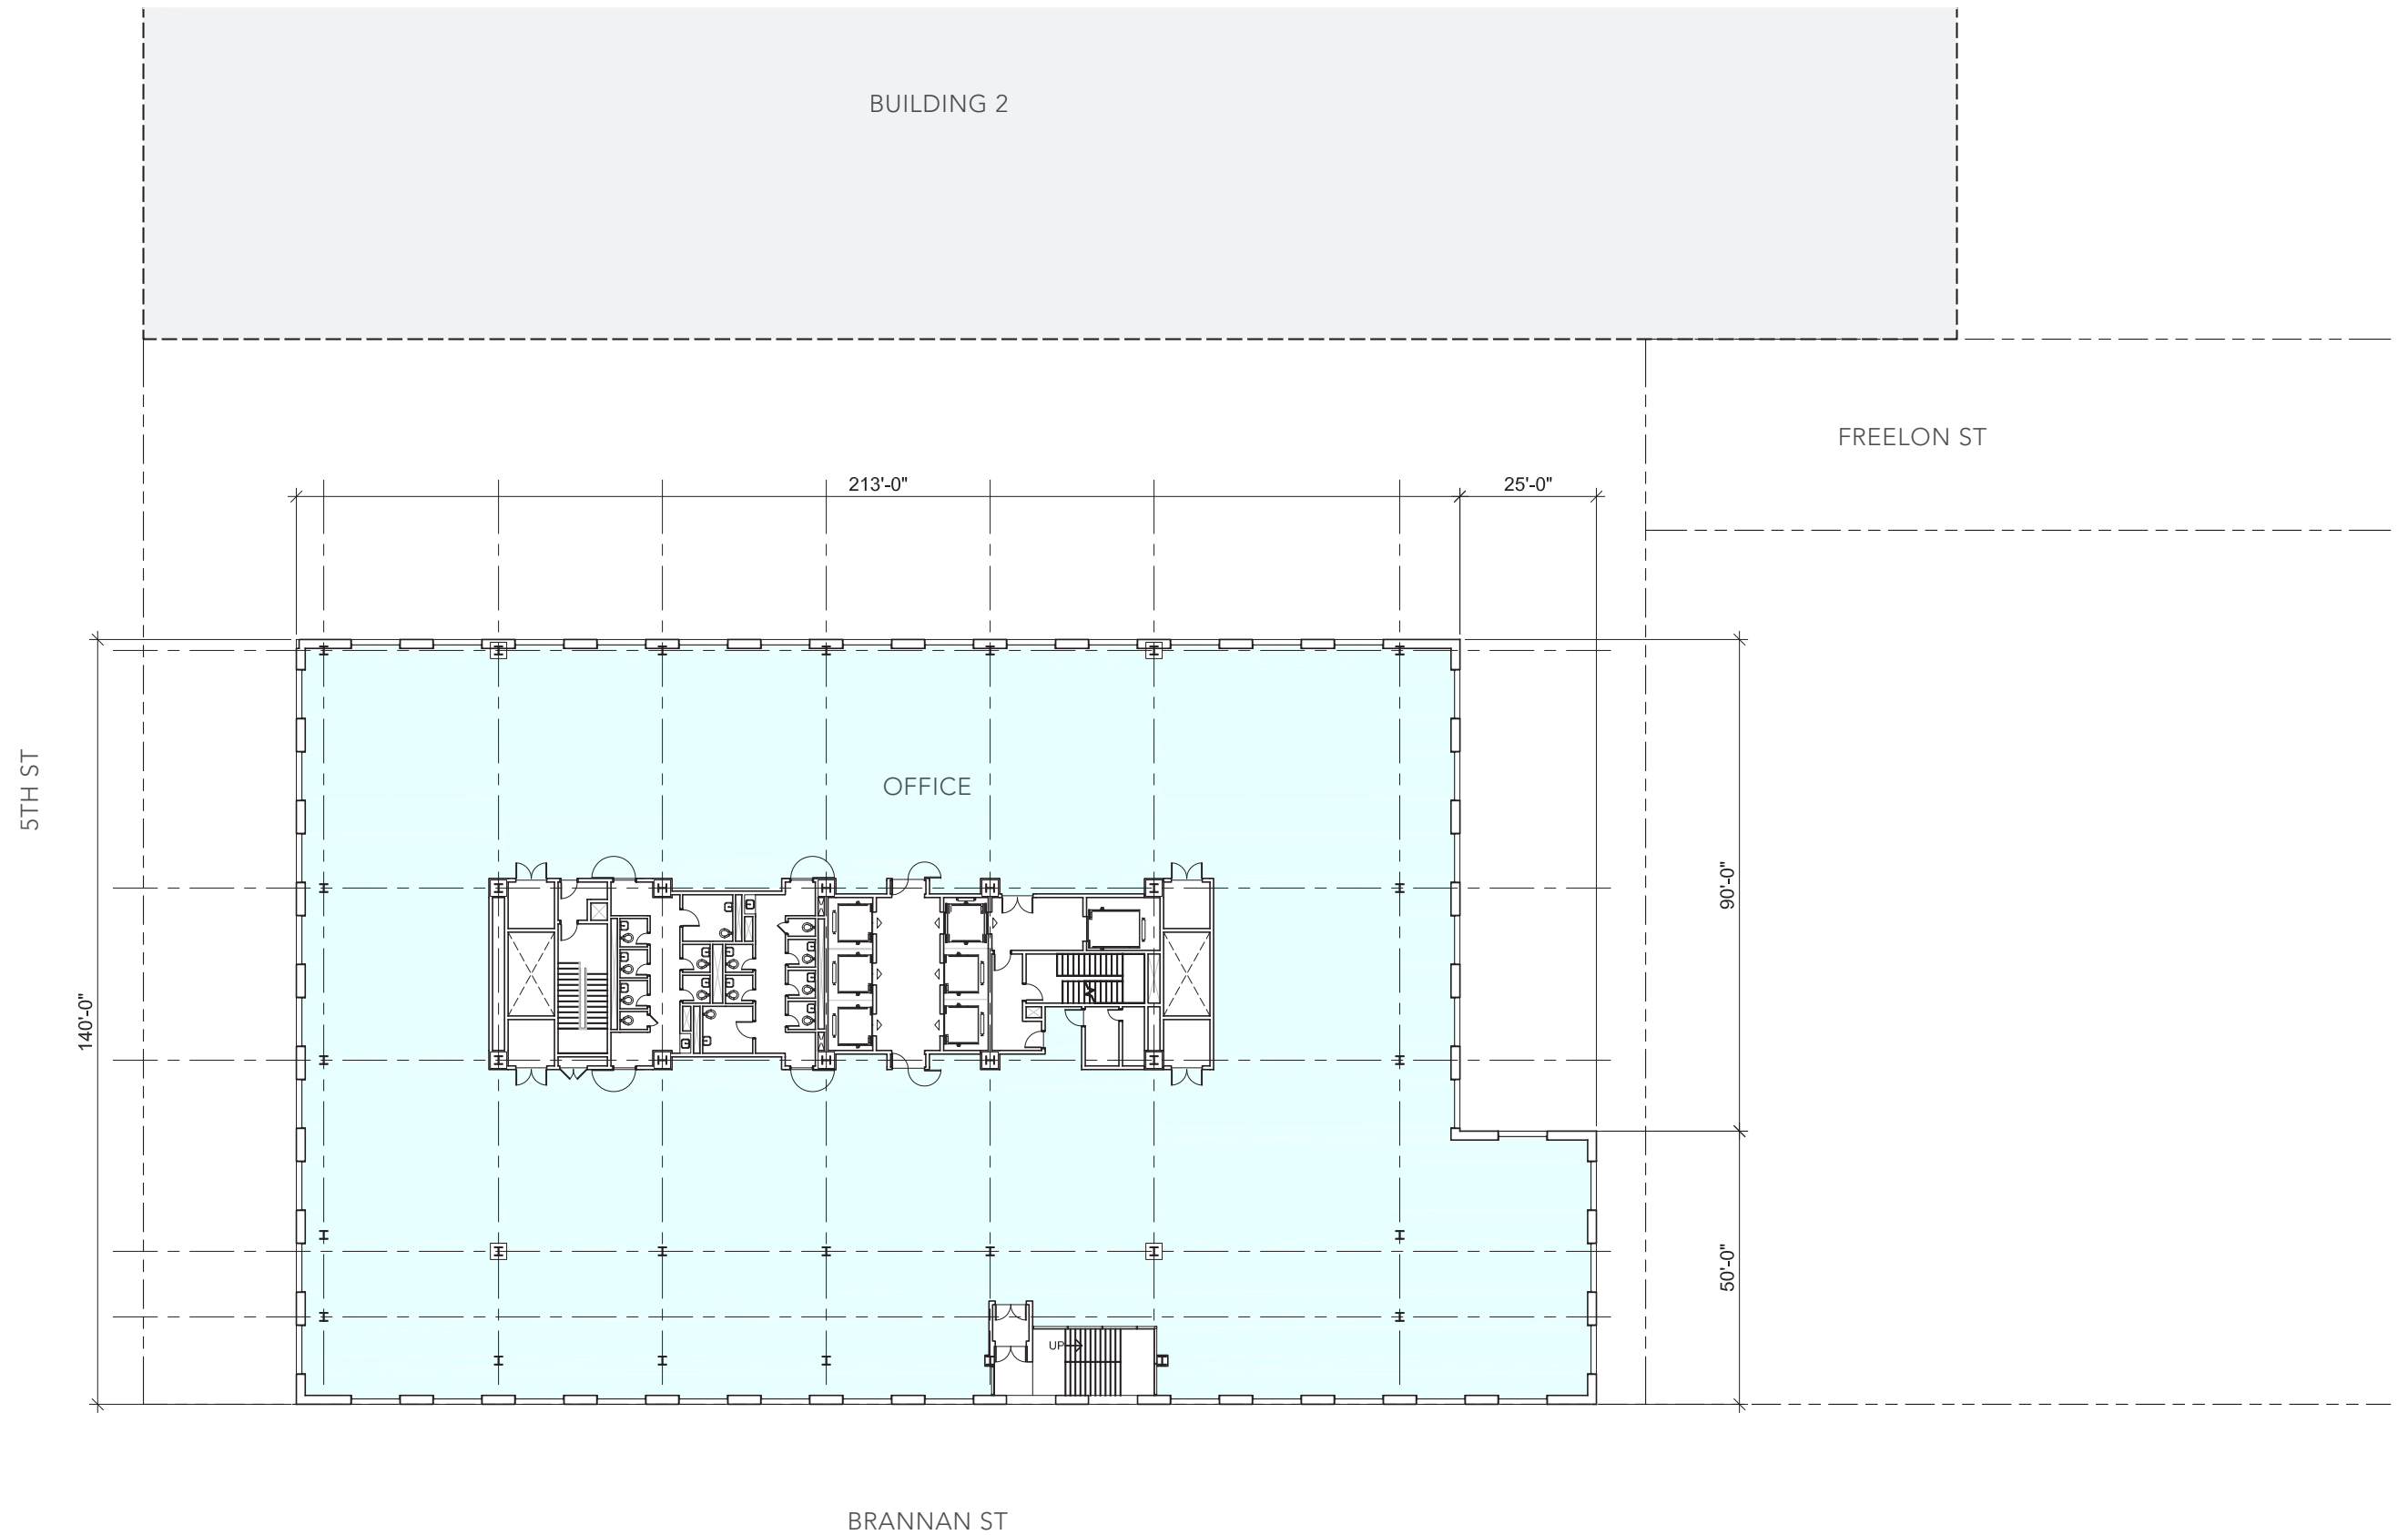 BUILDING 2
FREELON ST
213'-0"
25'-0"
5TH ST
OFFICE
90'-0"
140'-0"
50'-0"
UP
BRANNAN ST